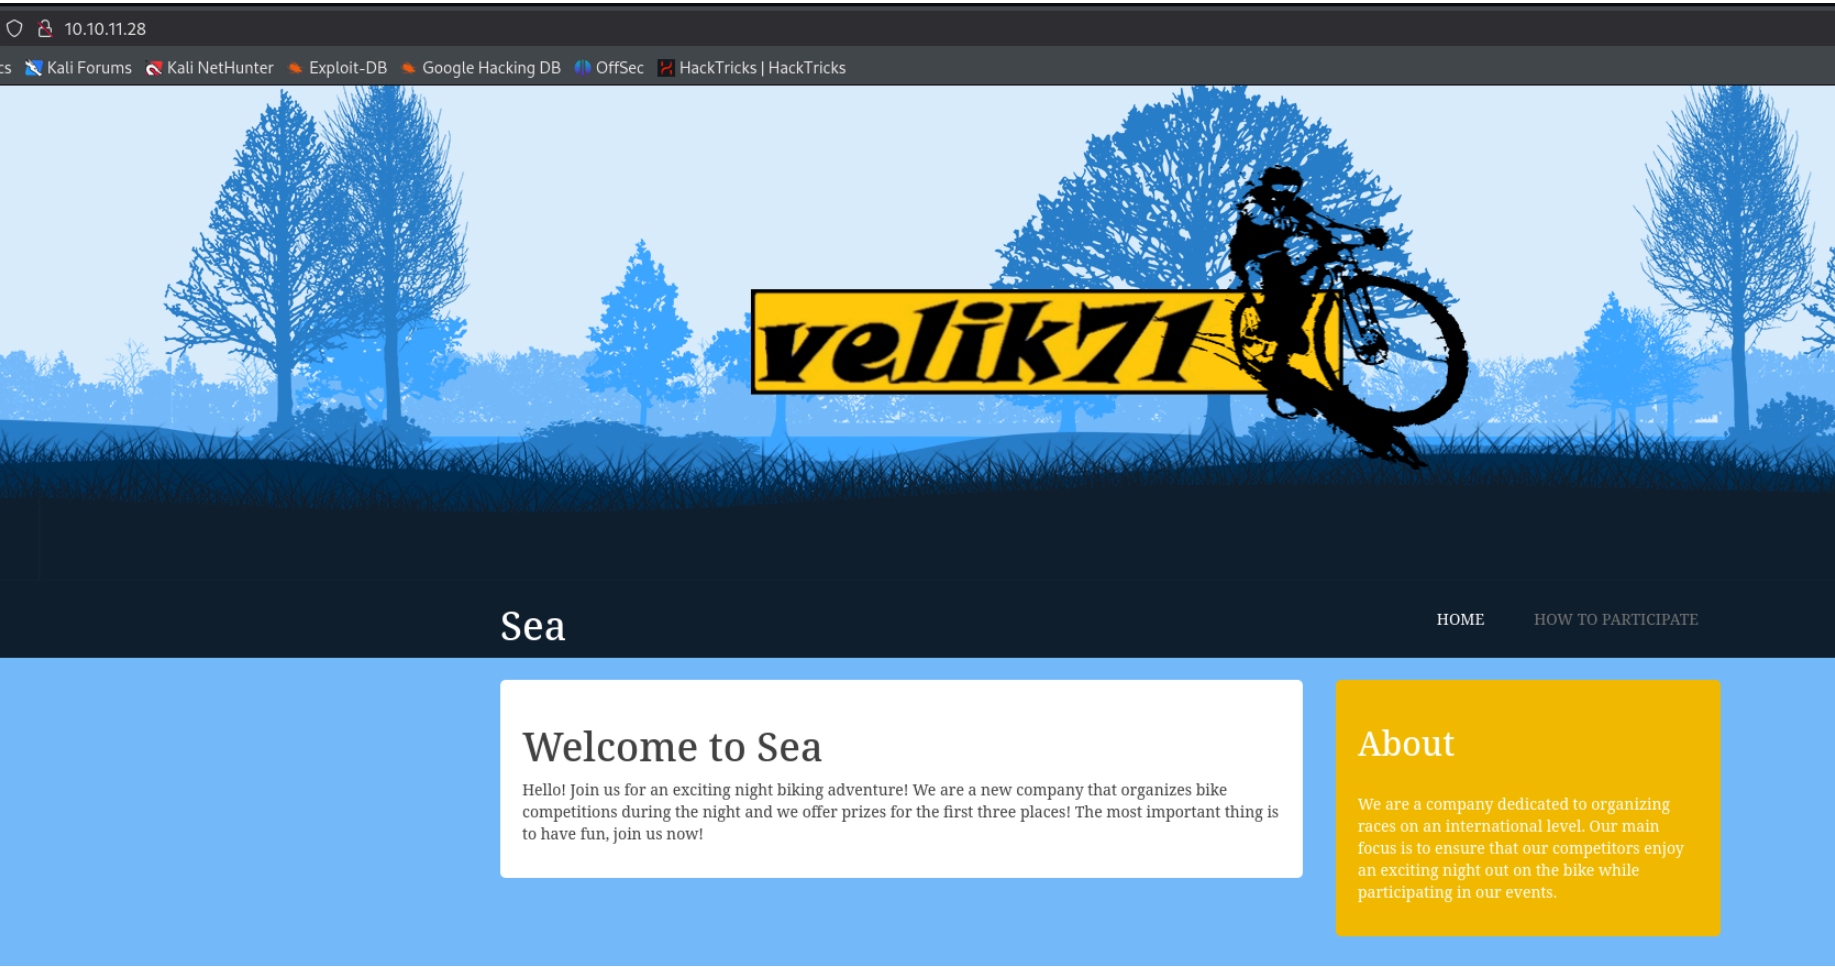 10.10.11.28
cs Kali Forums Kali NetHunter Exploit-DB Google Hacking DB OffSec HackTricks | HackTricks
velik71
Sea
HOME HOW TO PARTICIPATE
Welcome to Sea
Hello! Join us for an exciting night biking adventure! We are a new company that organizes bike
competitions during the night and we offer prizes for the first three places! The most important thing is
to have fun, join us now!
About
We are a company dedicated to organizing
races on an international level. Our main
focus is to ensure that our competitors enjoy
an exciting night out on the bike while
participating in our events.